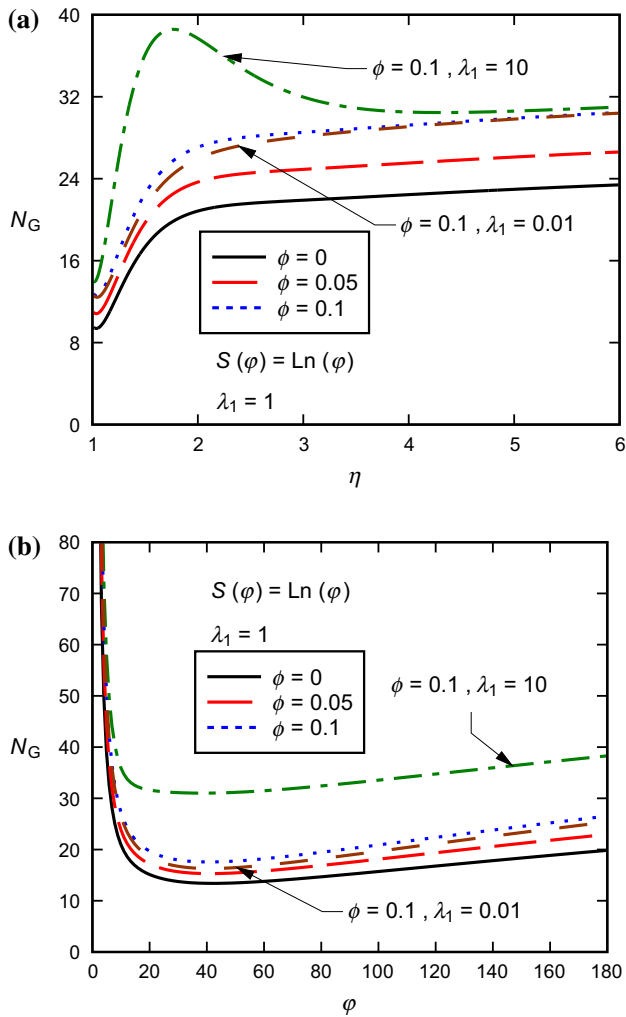 (a)
40
32
24
16
8
0
N_G
ϕ = 0.1 , λ₁ = 10
ϕ = 0.1 , λ₁ = 0.01
ϕ = 0
ϕ = 0.05
ϕ = 0.1
S (φ) = Ln (φ)
λ₁ = 1
1 2 3 4 5 6
η
(b)
80
70
60
50
40
30
20
10
0
N_G
S (φ) = Ln (φ)
λ₁ = 1
ϕ = 0
ϕ = 0.05
ϕ = 0.1
ϕ = 0.1 , λ₁ = 10
ϕ = 0.1 , λ₁ = 0.01
0 20 40 60 80 100 120 140 160 180
φ